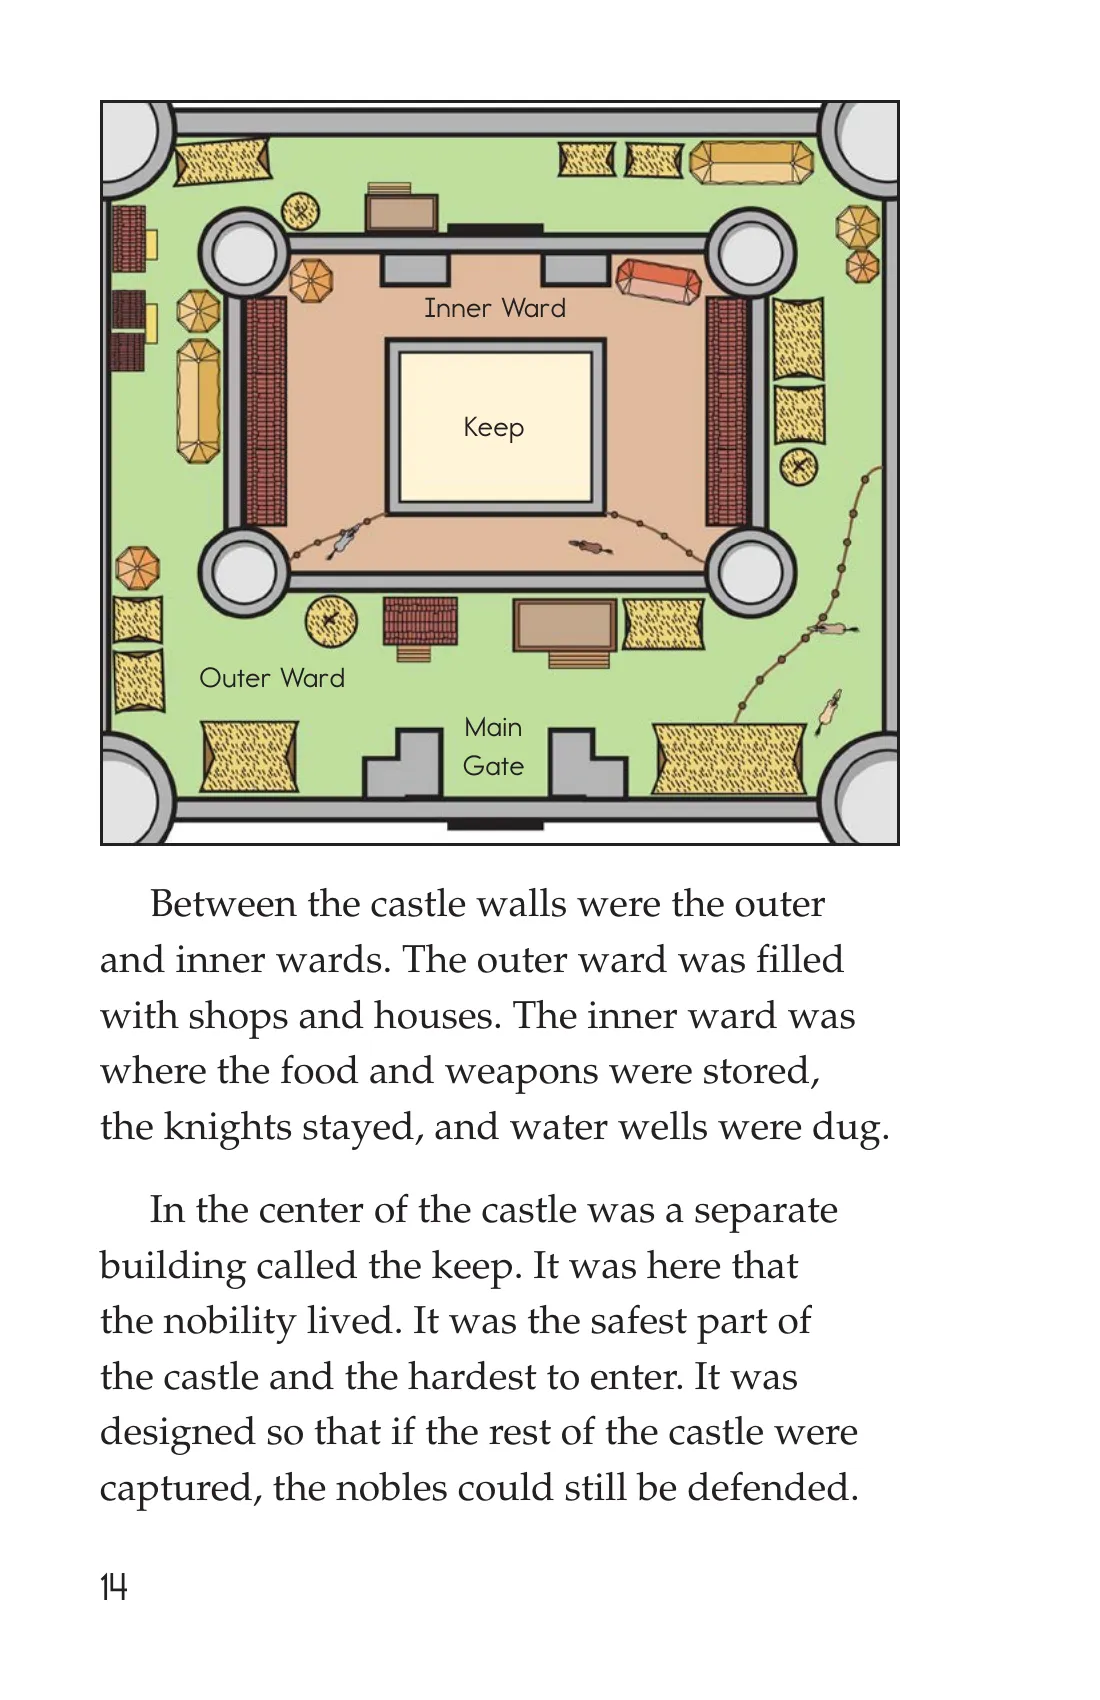 Inner Ward
Keep
Outer Ward
Main
Gate
Between the castle walls were the outer
and inner wards. The outer ward was filled
with shops and houses. The inner ward was
where the food and weapons were stored,
the knights stayed, and water wells were dug.
In the center of the castle was a separate
building called the keep. It was here that
the nobility lived. It was the safest part of
the castle and the hardest to enter. It was
designed so that if the rest of the castle were
captured, the nobles could still be defended.
14